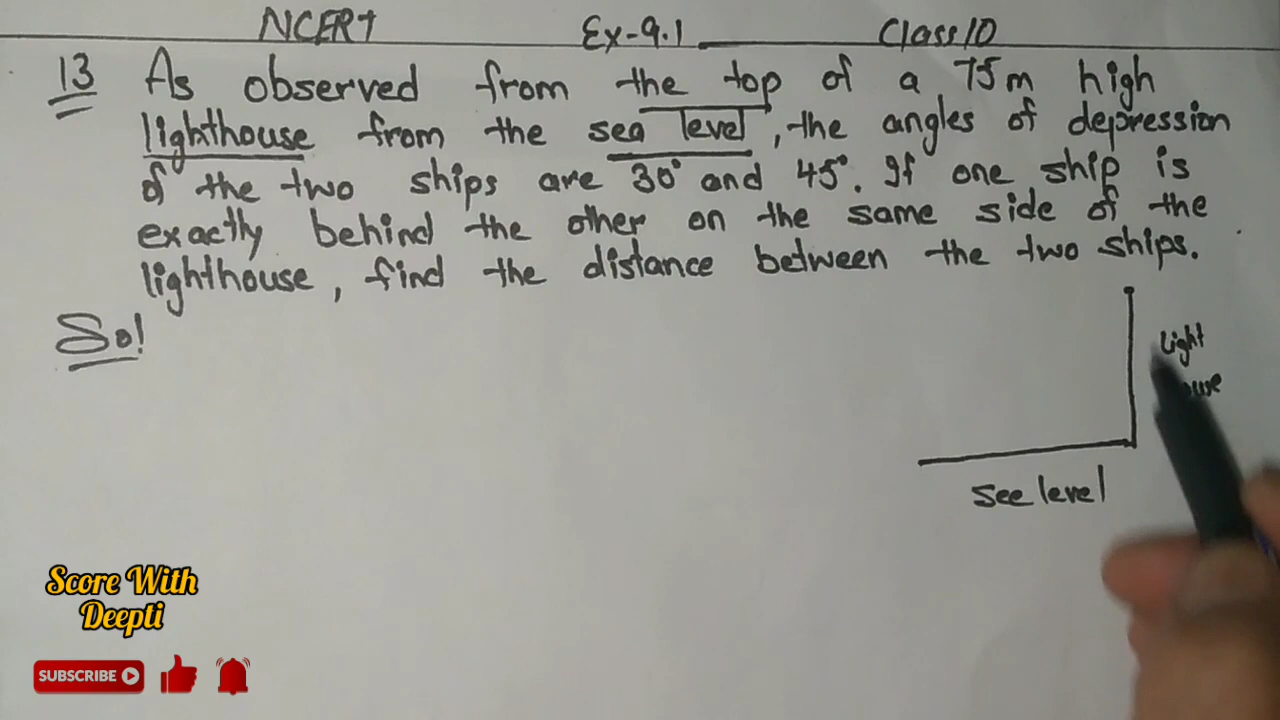 NCERT Ex-9.1 Class 10
13 As observed from the top of a 75m high
lighthouse from the sea level, the angles of depression
of the two ships are 30° and 45°. If one ship is
exactly behind the other on the same side of the
lighthouse, find the distance between the two ships.
Sol
Light
See level
Score With
Deepti
SUBSCRIBE